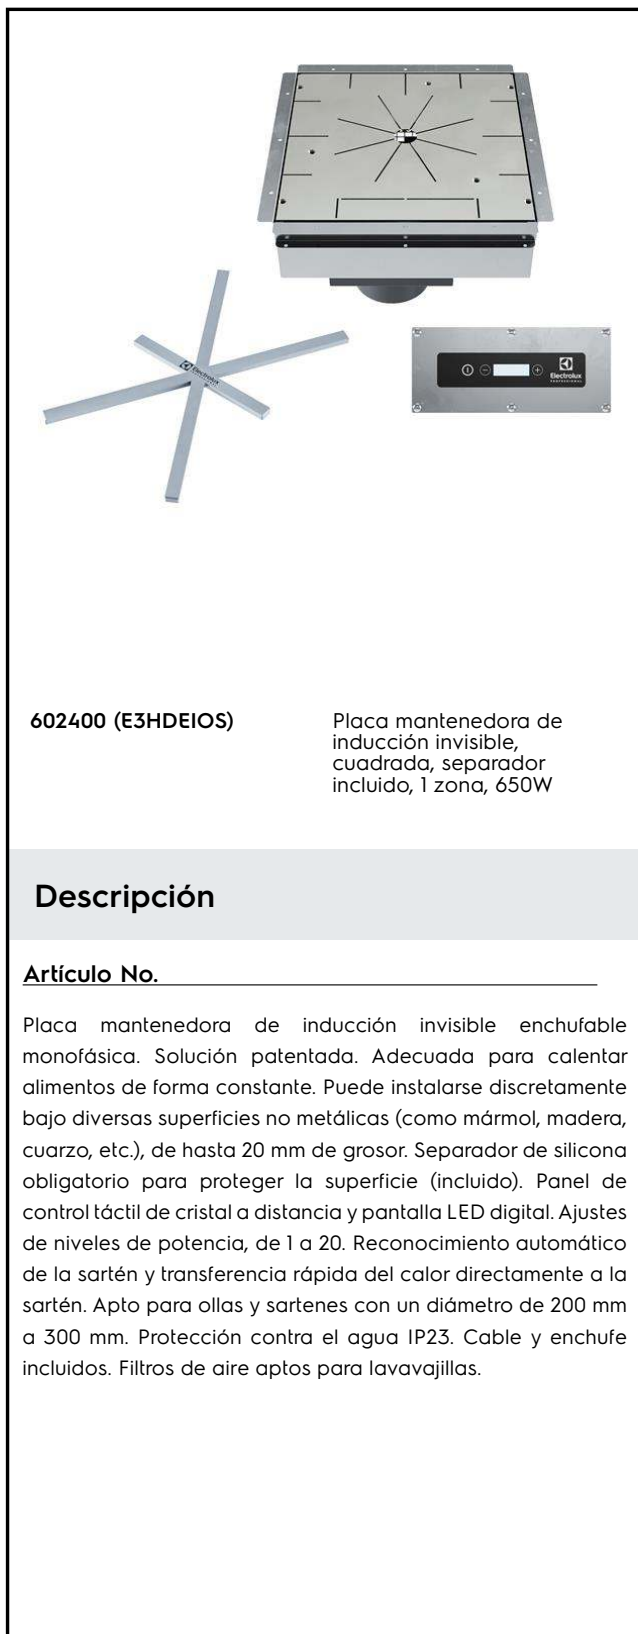 Electrolux
Electrolux
PROFESSIONAL
602400 (E3HDEIOS)
Placa mantenedora de
inducción invisible,
cuadrada, separador
incluido, 1 zona, 650W
Descripción
Artículo No.
Placa mantenedora de inducción invisible enchufable
monofásica. Solución patentada. Adecuada para calentar
alimentos de forma constante. Puede instalarse discretamente
bajo diversas superficies no metálicas (como mármol, madera,
cuarzo, etc.), de hasta 20 mm de grosor. Separador de silicona
obligatorio para proteger la superficie (incluido). Panel de
control táctil de cristal a distancia y pantalla LED digital. Ajustes
de niveles de potencia, de 1 a 20. Reconocimiento automático
de la sartén y transferencia rápida del calor directamente a la
sartén. Apto para ollas y sartenes con un diámetro de 200 mm
a 300 mm. Protección contra el agua IP23. Cable y enchufe
incluidos. Filtros de aire aptos para lavavajillas.